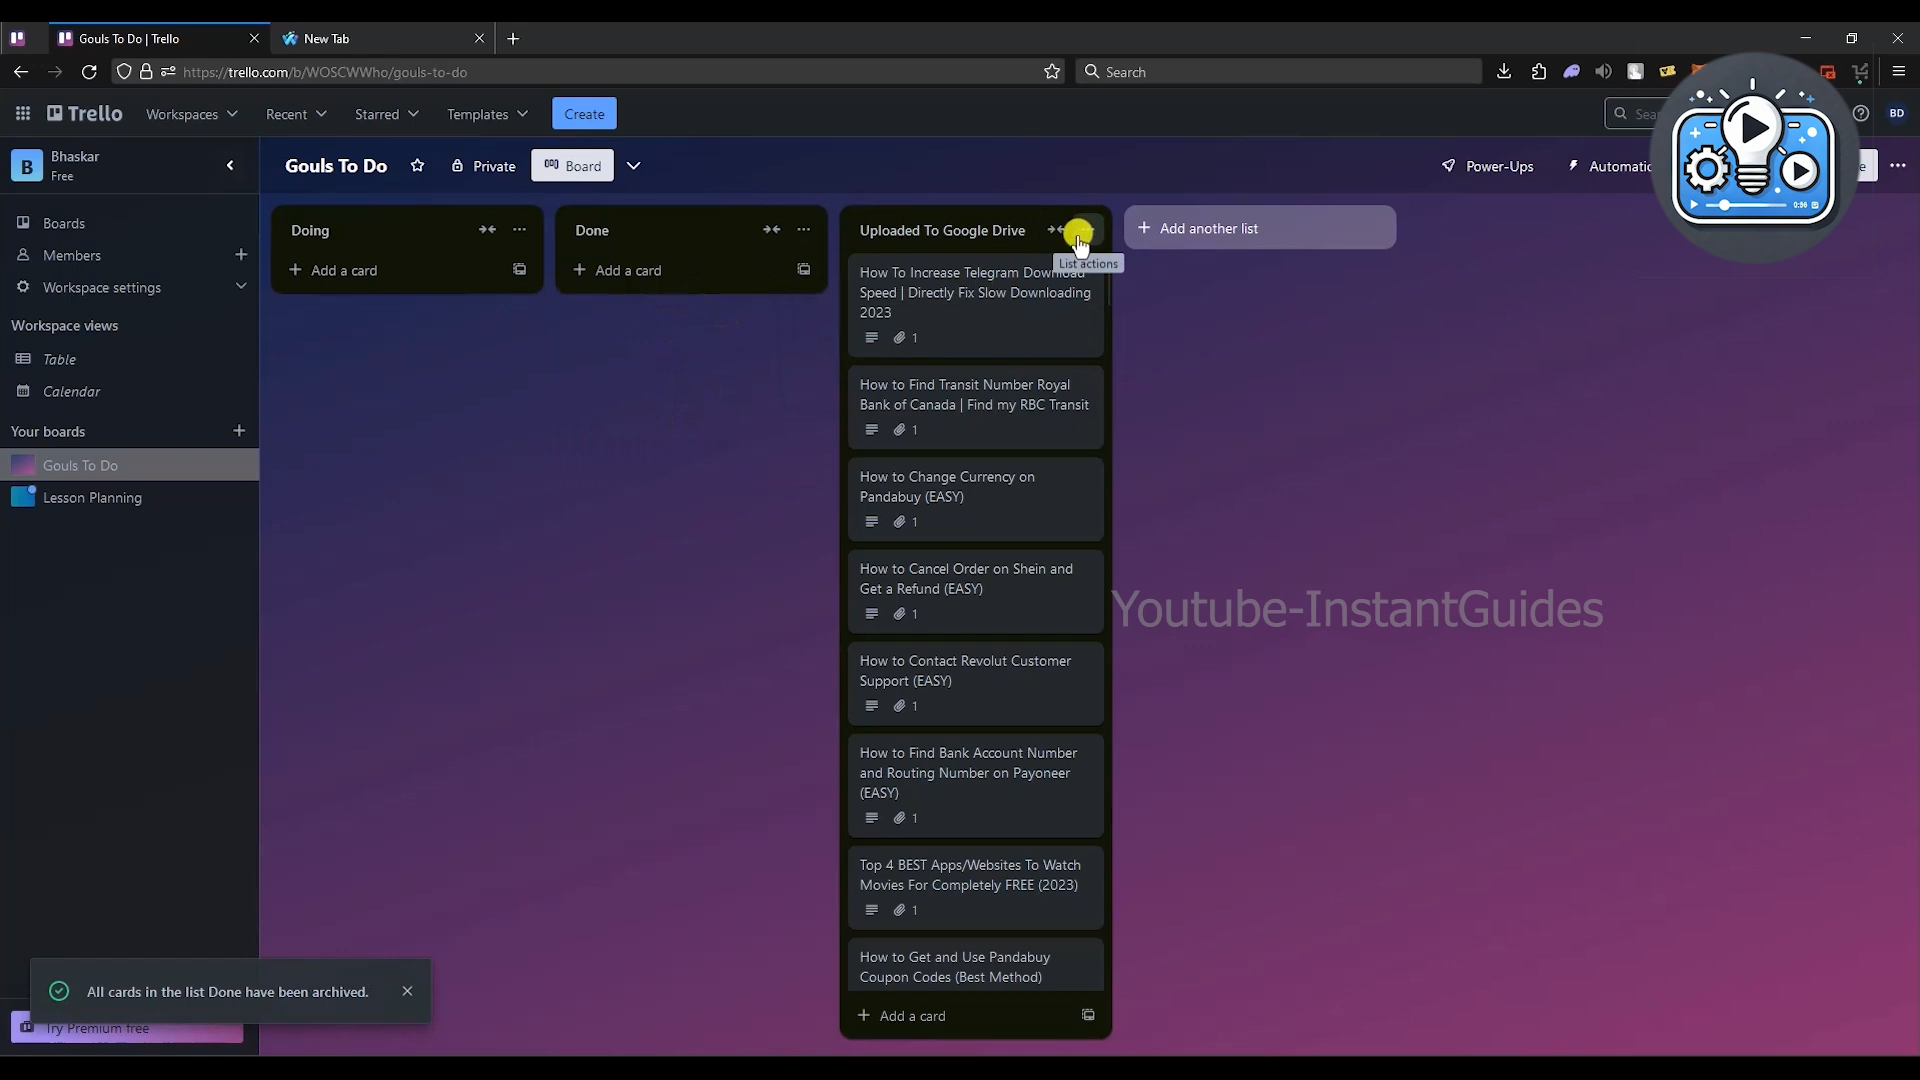 Gouls To Do | Trello
New Tab
https://trello.com/b/WOSCWWho/gouls-to-do
Search
Trello
Workspaces
Recent
Starred
Templates
Create
BD
B
Bhaskar
Free
Gouls To Do
Private
Board
Power-Ups
Boards
Members
Workspace settings
Workspace views
Table
Calendar
Your boards
Gouls To Do
Lesson Planning
Doing
Add a card
Done
Add a card
Uploaded To Google Drive
List actions
How To Increase Telegram Download
Speed | Directly Fix Slow Downloading
2023
1
How to Find Transit Number Royal
Bank of Canada | Find my RBC Transit
1
How to Change Currency on
Pandabuy (EASY)
1
How to Cancel Order on Shein and
Get a Refund (EASY)
1
How to Contact Revolut Customer
Support (EASY)
1
How to Find Bank Account Number
and Routing Number on Payoneer
(EASY)
1
Top 4 BEST Apps/Websites To Watch
Movies For Completely FREE (2023)
1
How to Get and Use Pandabuy
Coupon Codes (Best Method)
Add a card
Add another list
Youtube-InstantGuides
All cards in the list Done have been archived.
Try Premium free